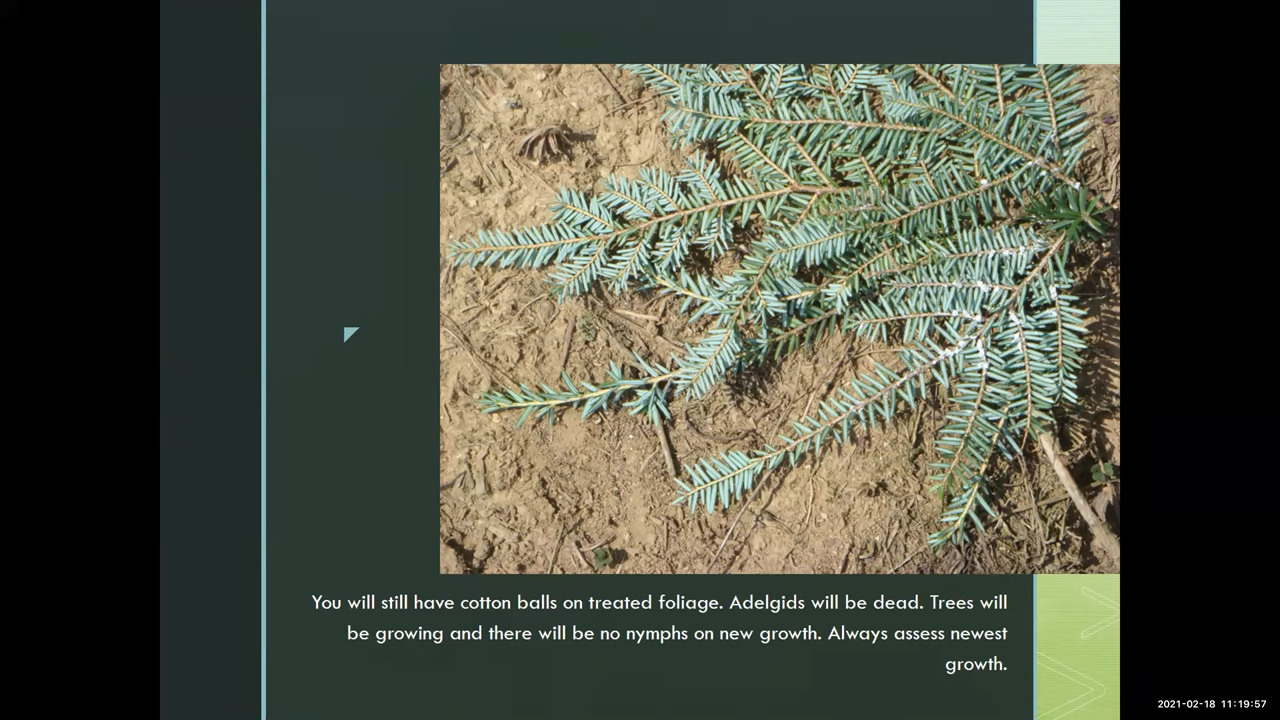 You will still have cotton balls on treated foliage. Adelgids will be dead. Trees will
be growing and there will be no nymphs on new growth. Always assess newest
growth.
2021-02-18 11:19:57